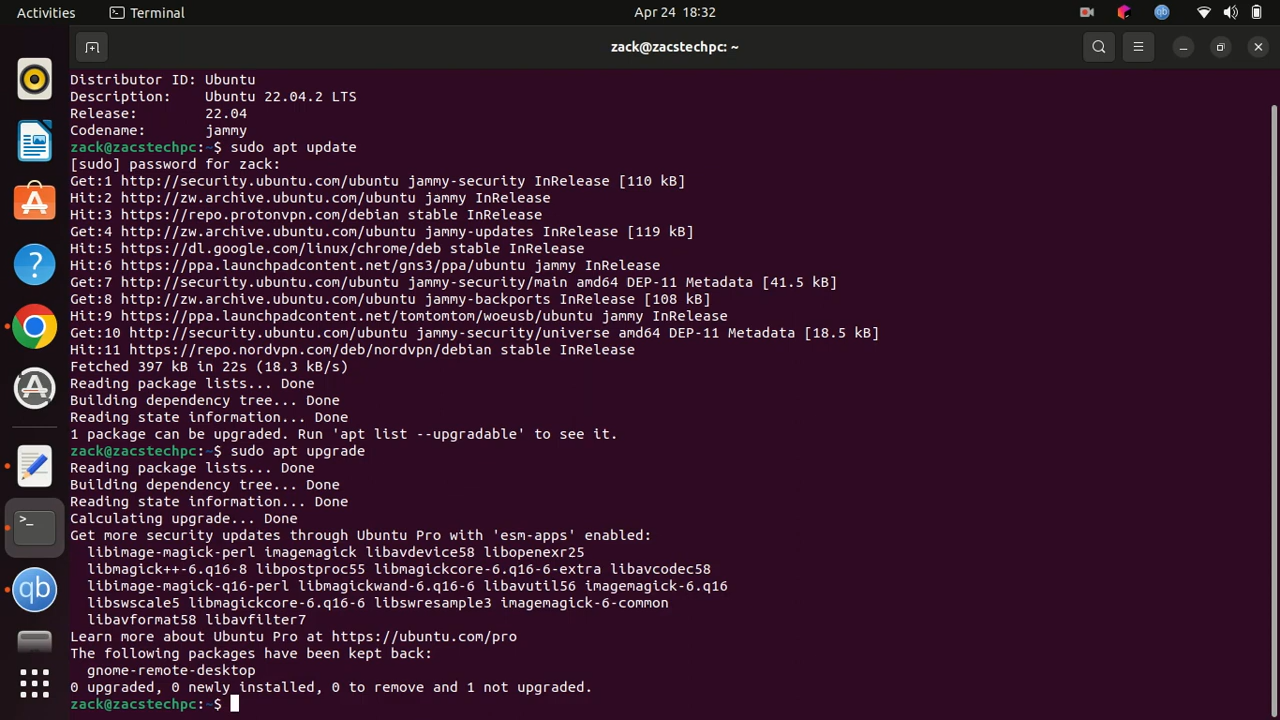 Activities
Terminal
Apr 24 18:32
zack@zacstechpc: ~
Distributor ID: Ubuntu
Description:    Ubuntu 22.04.2 LTS
Release:        22.04
Codename:       jammy
zack@zacstechpc:~$ sudo apt update
[sudo] password for zack:
Get:1 http://security.ubuntu.com/ubuntu jammy-security InRelease [110 kB]
Hit:2 http://zw.archive.ubuntu.com/ubuntu jammy InRelease
Hit:3 https://repo.protonvpn.com/debian stable InRelease
Get:4 http://zw.archive.ubuntu.com/ubuntu jammy-updates InRelease [119 kB]
Hit:5 https://dl.google.com/linux/chrome/deb stable InRelease
Hit:6 https://ppa.launchpadcontent.net/gns3/ppa/ubuntu jammy InRelease
Get:7 http://security.ubuntu.com/ubuntu jammy-security/main amd64 DEP-11 Metadata [41.5 kB]
Get:8 http://zw.archive.ubuntu.com/ubuntu jammy-backports InRelease [108 kB]
Hit:9 https://ppa.launchpadcontent.net/tomtomtom/woeusb/ubuntu jammy InRelease
Get:10 http://security.ubuntu.com/ubuntu jammy-security/universe amd64 DEP-11 Metadata [18.5 kB]
Hit:11 https://repo.nordvpn.com/deb/nordvpn/debian stable InRelease
Fetched 397 kB in 22s (18.3 kB/s)
Reading package lists... Done
Building dependency tree... Done
Reading state information... Done
1 package can be upgraded. Run 'apt list --upgradable' to see it.
zack@zacstechpc:~$ sudo apt upgrade
Reading package lists... Done
Building dependency tree... Done
Reading state information... Done
Calculating upgrade... Done
Get more security updates through Ubuntu Pro with 'esm-apps' enabled:
  libimage-magick-perl imagemagick libavdevice58 libopenexr25
  libmagick++-6.q16-8 libpostproc55 libmagickcore-6.q16-6-extra libavcodec58
  libimage-magick-q16-perl libmagickwand-6.q16-6 libavutil56 imagemagick-6.q16
  libswscale5 libmagickcore-6.q16-6 libswresample3 imagemagick-6-common
  libavformat58 libavfilter7
Learn more about Ubuntu Pro at https://ubuntu.com/pro
The following packages have been kept back:
  gnome-remote-desktop
0 upgraded, 0 newly installed, 0 to remove and 1 not upgraded.
zack@zacstechpc:~$